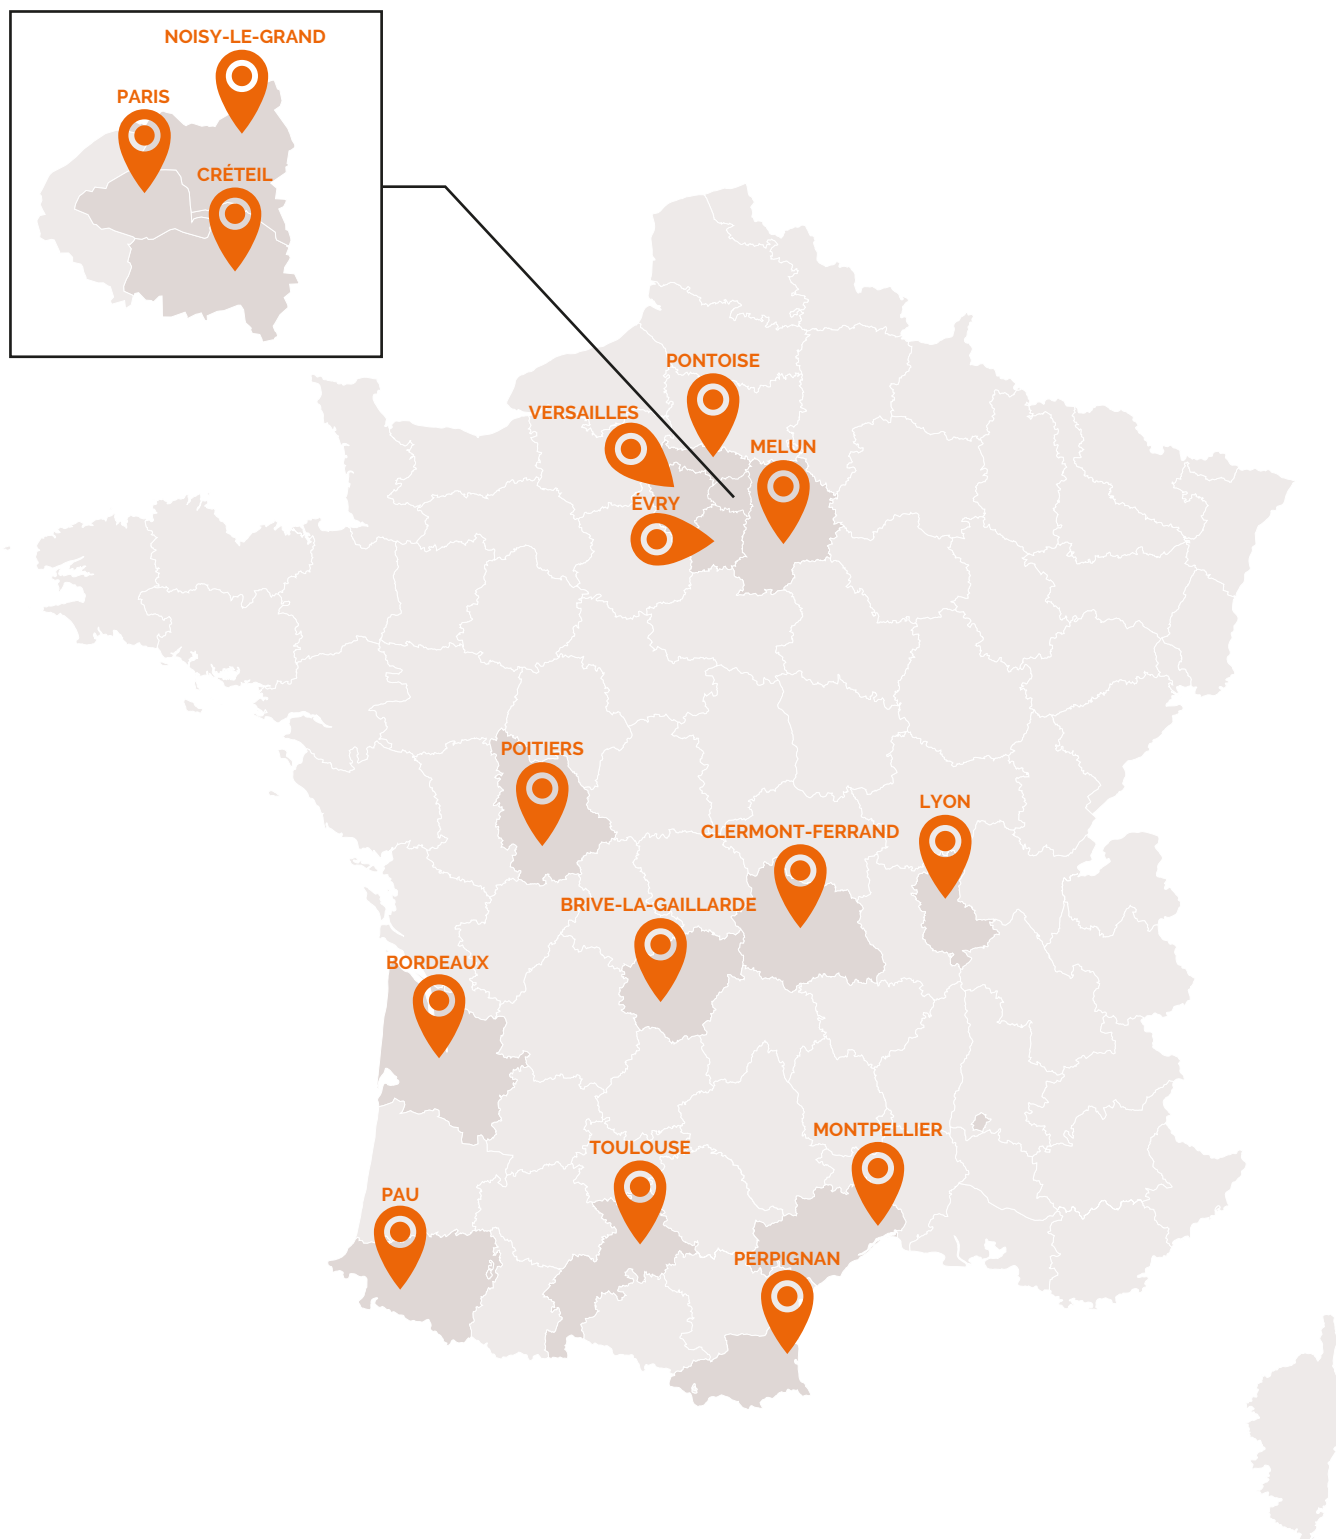 NOISY-LE-GRAND
PARIS
CRÉTEIL
PONTOISE
VERSAILLES
MELUN
ÉVRY
POITIERS
LYON
CLERMONT-FERRAND
BRIVE-LA-GAILLARDE
BORDEAUX
MONTPELLIER
TOULOUSE
PAU
PERPIGNAN